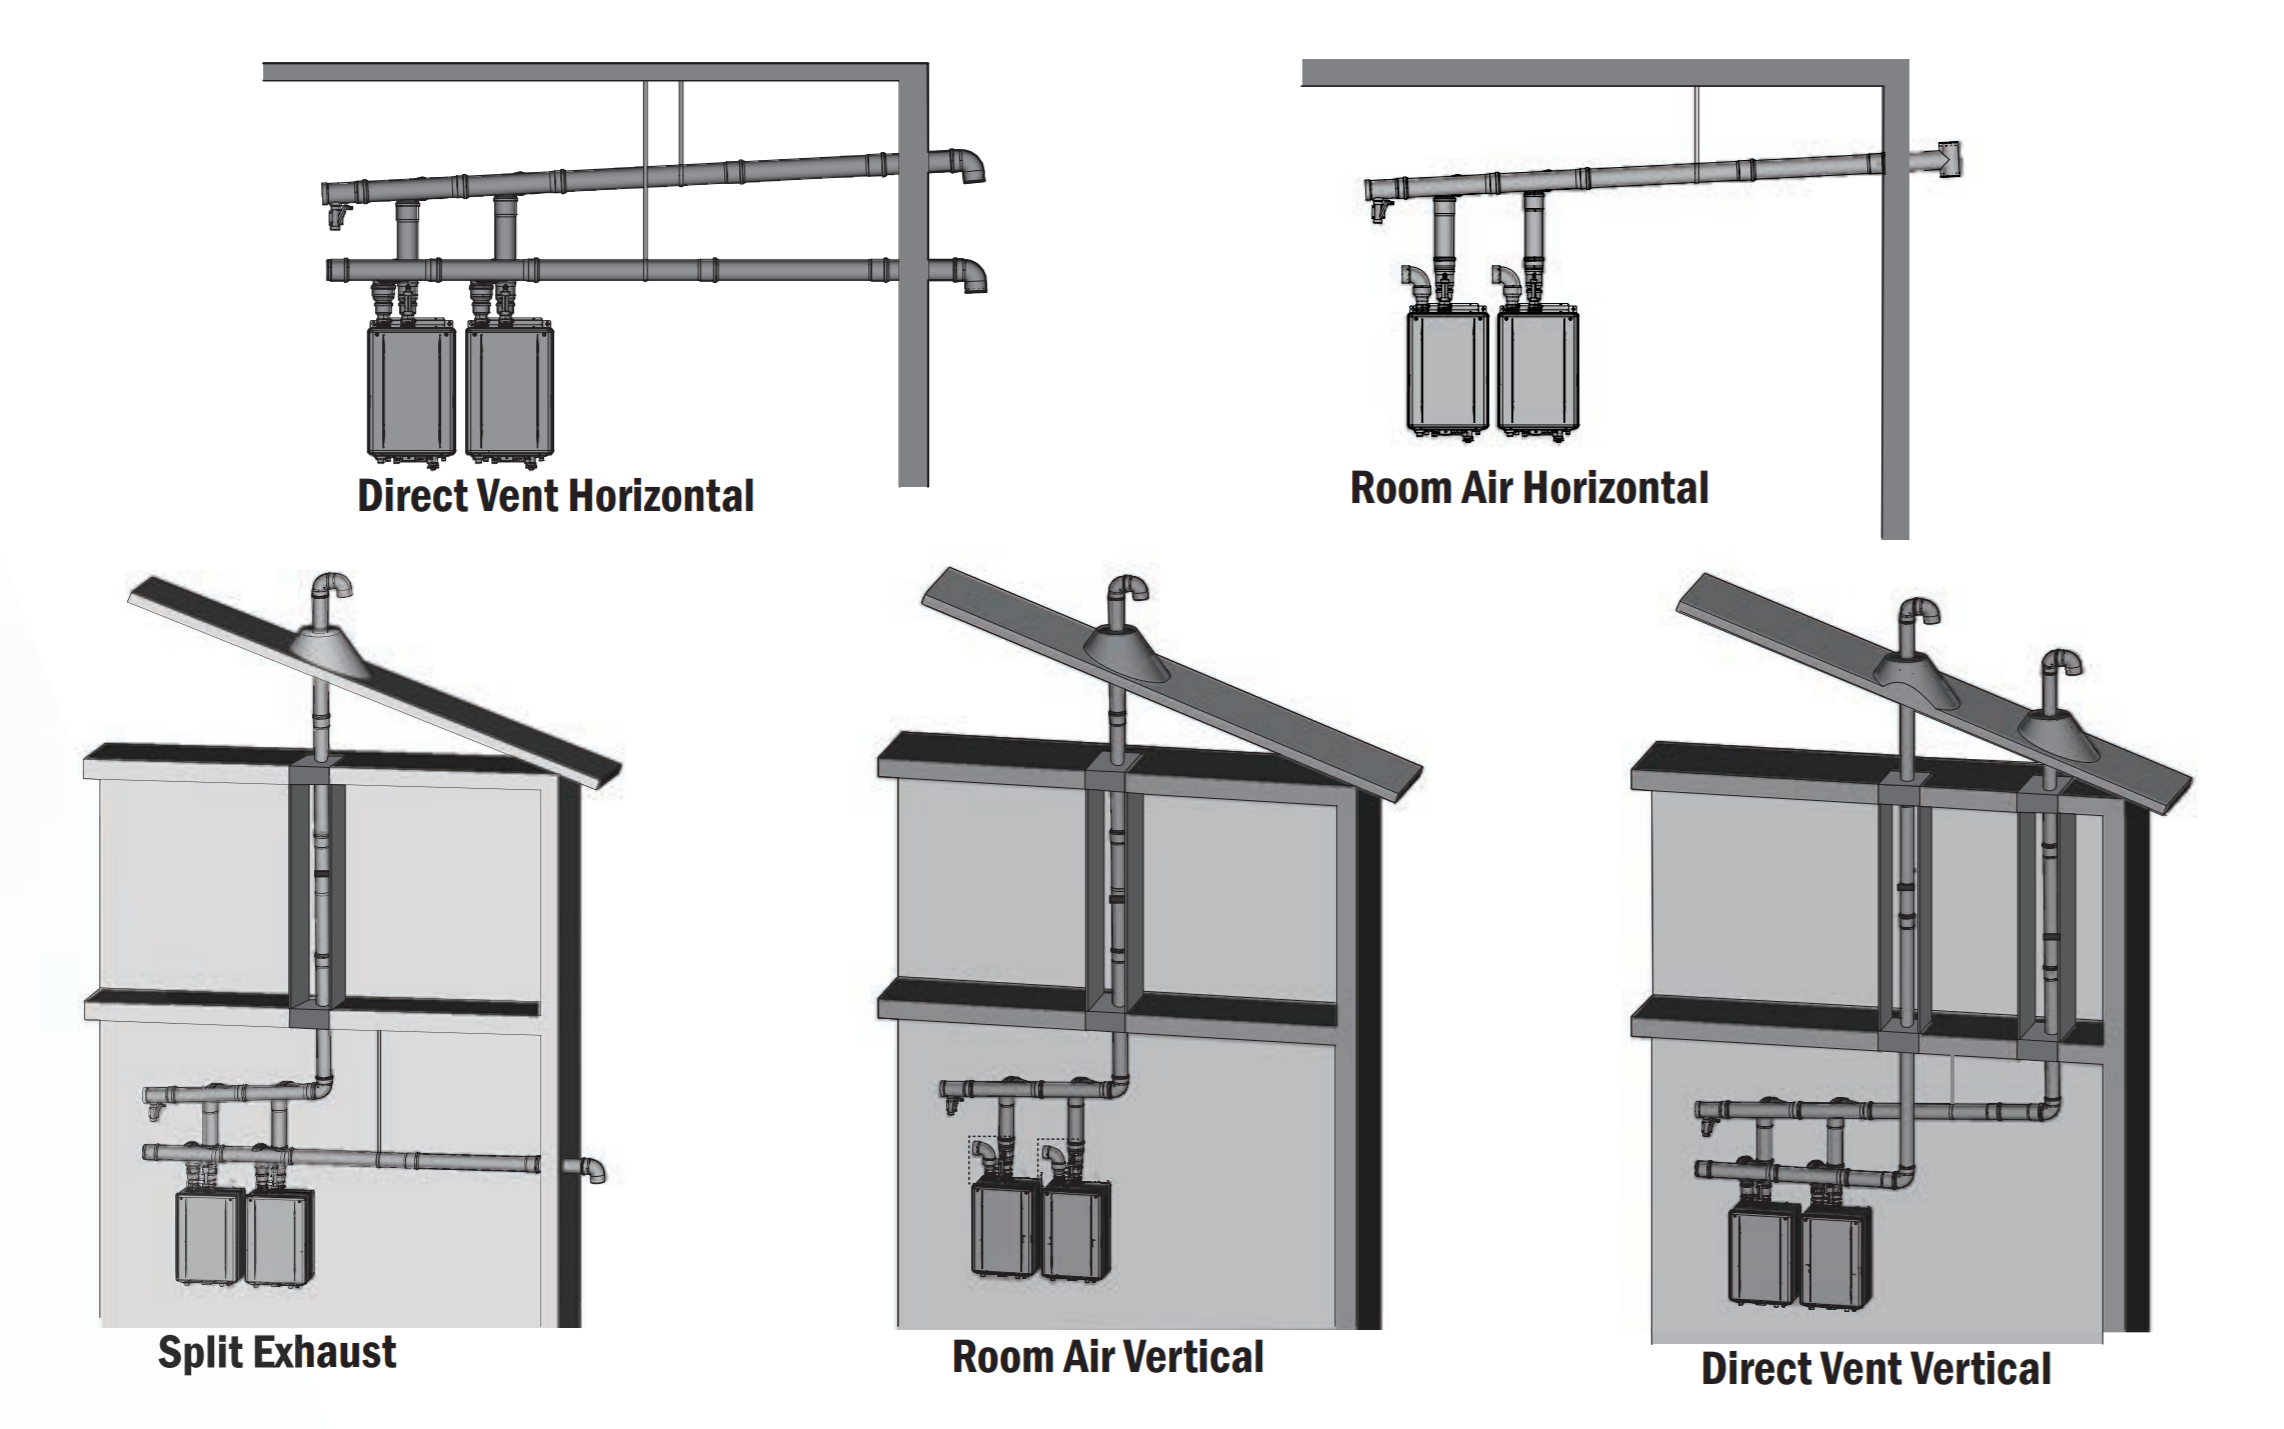 Direct Vent Horizontal
Room Air Horizontal
Split Exhaust
Room Air Vertical
Direct Vent Vertical